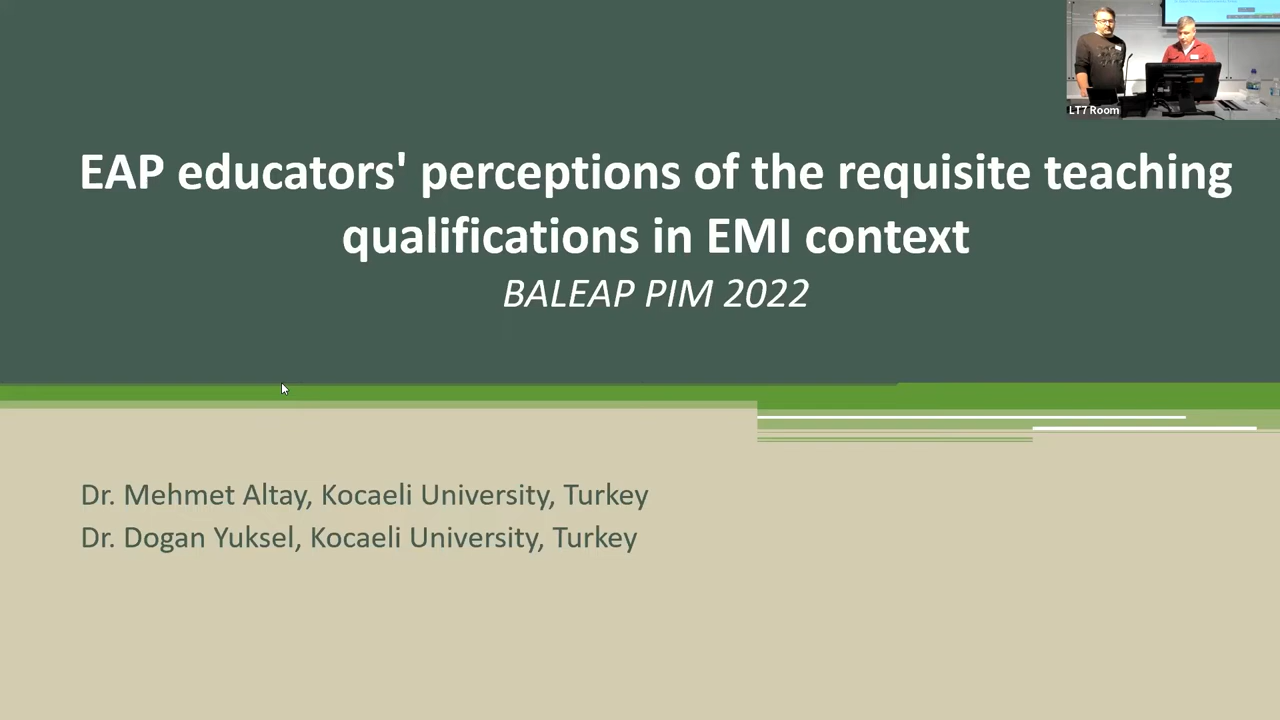 LT7 Room
EAP educators' perceptions of the requisite teaching
qualifications in EMI context
BALEAP PIM 2022
Dr. Mehmet Altay, Kocaeli University, Turkey
Dr. Dogan Yuksel, Kocaeli University, Turkey